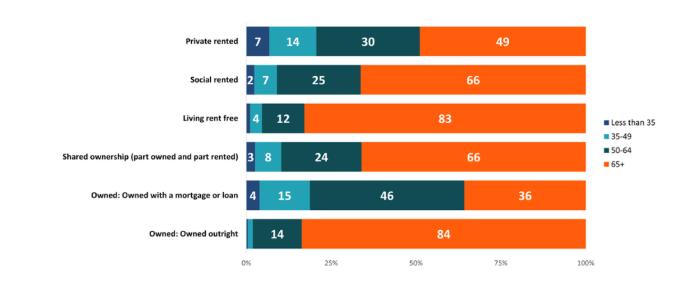 Private rented 7 14 30 49
Social rented 2 7 25 66
Living rent free 4 12 83
Shared ownership (part owned and part rented) 3 8 24 66
Owned: Owned with a mortgage or loan 4 15 46 36
Owned: Owned outright 14 84
0% 25% 50% 75% 100%
Less than 35
35-49
50-64
65+